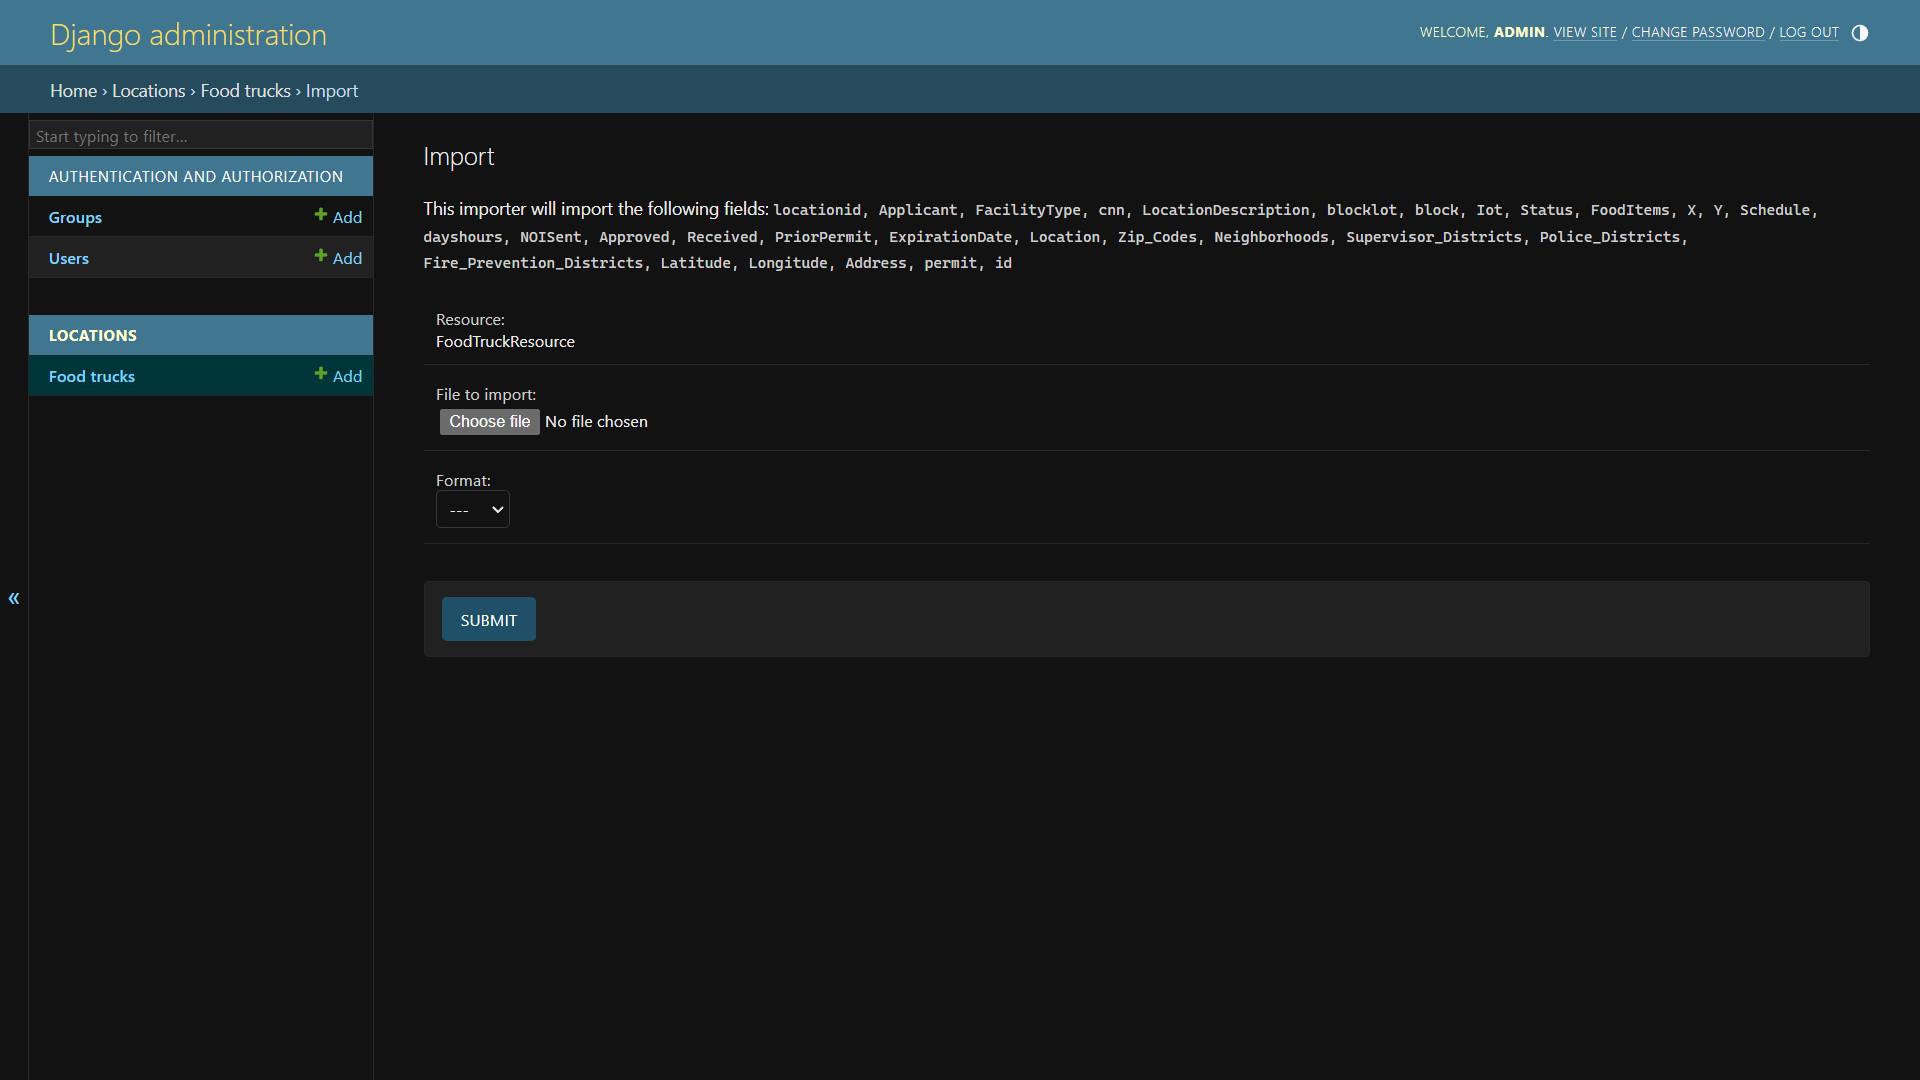 Django administration
WELCOME, ADMIN. VIEW SITE / CHANGE PASSWORD / LOG OUT
Home › Locations › Food trucks › Import
Start typing to filter...
AUTHENTICATION AND AUTHORIZATION
Groups + Add
Users + Add
LOCATIONS
Food trucks + Add
«
Import
This importer will import the following fields: locationid, Applicant, FacilityType, cnn, LocationDescription, blocklot, block, Iot, Status, FoodItems, X, Y, Schedule,
dayshours, NOISent, Approved, Received, PriorPermit, ExpirationDate, Location, Zip_Codes, Neighborhoods, Supervisor_Districts, Police_Districts,
Fire_Prevention_Districts, Latitude, Longitude, Address, permit, id
Resource:
FoodTruckResource
File to import:
Choose file No file chosen
Format:
---
SUBMIT